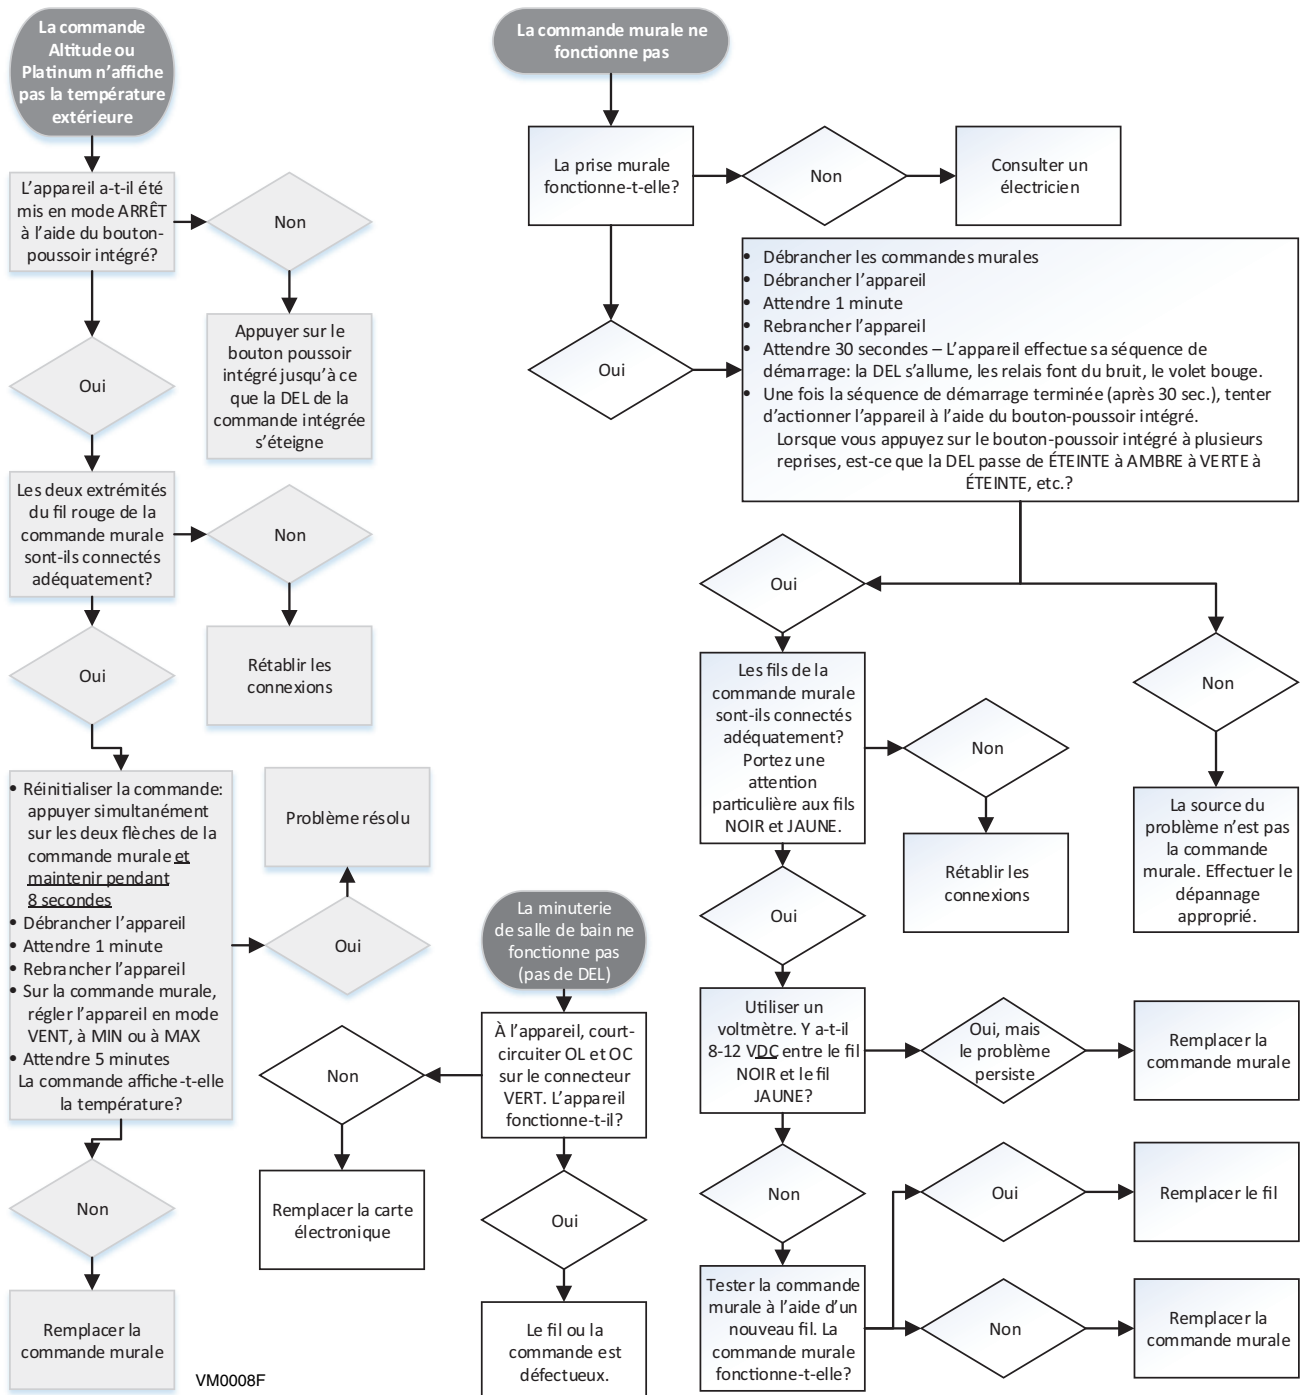 La commande
Altitude ou
Platinum n’affiche
pas la température
extérieure
L’appareil a-t-il été
mis en mode ARRÊT
à l’aide du bouton-
poussoir intégré?
Non
Appuyer sur le
bouton poussoir
intégré jusqu’à ce
que la DEL de la
commande intégrée
s’éteigne
Oui
Les deux extrémités
du fil rouge de la
commande murale
sont-ils connectés
adéquatement?
Non
Rétablir les
connexions
Oui
• Réinitialiser la commande:
appuyer simultanément
sur les deux flèches de la
commande murale et
maintenir pendant
8 secondes
• Débrancher l’appareil
• Attendre 1 minute
• Rebrancher l’appareil
• Sur la commande murale,
régler l’appareil en mode
VENT, à MIN ou à MAX
• Attendre 5 minutes
La commande affiche-t-elle
la température?
Oui
Problème résolu
Non
Remplacer la
commande murale
VM0008F
La minuterie
de salle de bain ne
fonctionne pas
(pas de DEL)
À l’appareil, court-
circuiter OL et OC
sur le connecteur
VERT. L’appareil
fonctionne-t-il?
Non
Remplacer la carte
électronique
Oui
Le fil ou la
commande est
défectueux.
La commande murale ne
fonctionne pas
La prise murale
fonctionne-t-elle?
Non
Consulter un
électricien
Oui
• Débrancher les commandes murales
• Débrancher l’appareil
• Attendre 1 minute
• Rebrancher l’appareil
• Attendre 30 secondes – L’appareil effectue sa séquence de
démarrage: la DEL s’allume, les relais font du bruit, le volet bouge.
• Une fois la séquence de démarrage terminée (après 30 sec.), tenter
d’actionner l’appareil à l’aide du bouton-poussoir intégré.
Lorsque vous appuyez sur le bouton-poussoir intégré à plusieurs
reprises, est-ce que la DEL passe de ÉTEINTE à AMBRE à VERTE à
ÉTEINTE, etc.?
Oui
Non
La source du
problème n’est pas
la commande
murale. Effectuer le
dépannage
approprié.
Les fils de la
commande murale
sont-ils connectés
adéquatement?
Portez une
attention
particulière aux fils
NOIR et JAUNE.
Non
Rétablir les
connexions
Oui
Utiliser un
voltmètre. Y a-t-il
8-12 VDC entre le fil
NOIR et le fil
JAUNE?
Oui, mais
le problème
persiste
Remplacer la
commande murale
Non
Tester la commande
murale à l’aide d’un
nouveau fil. La
commande murale
fonctionne-t-elle?
Oui
Remplacer le fil
Non
Remplacer la
commande murale